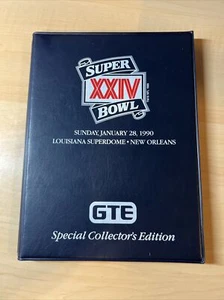 SUPER
XXIV
BOWL
SUNDAY, JANUARY 28, 1990
LOUISIANA SUPERDOME • NEW ORLEANS
GTE
Special Collector's Edition